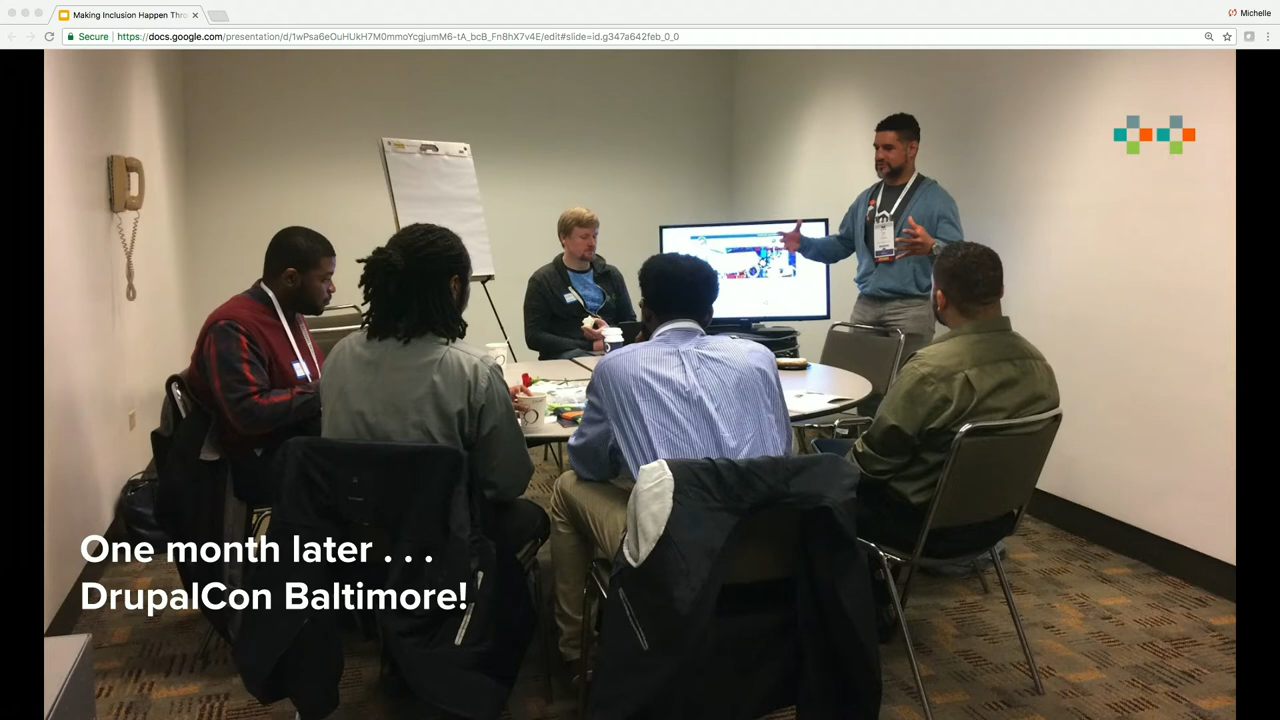 Making Inclusion Happen Thro
Michelle
Secure
https://docs.google.com/presentation/d/1wPsa6eOuHUkH7M0mmoYcgjumM6-tA_bcB_Fn8hX7v4E/edit#slide=id.g347a642feb_0_0
One month later . . .
DrupalCon Baltimore!